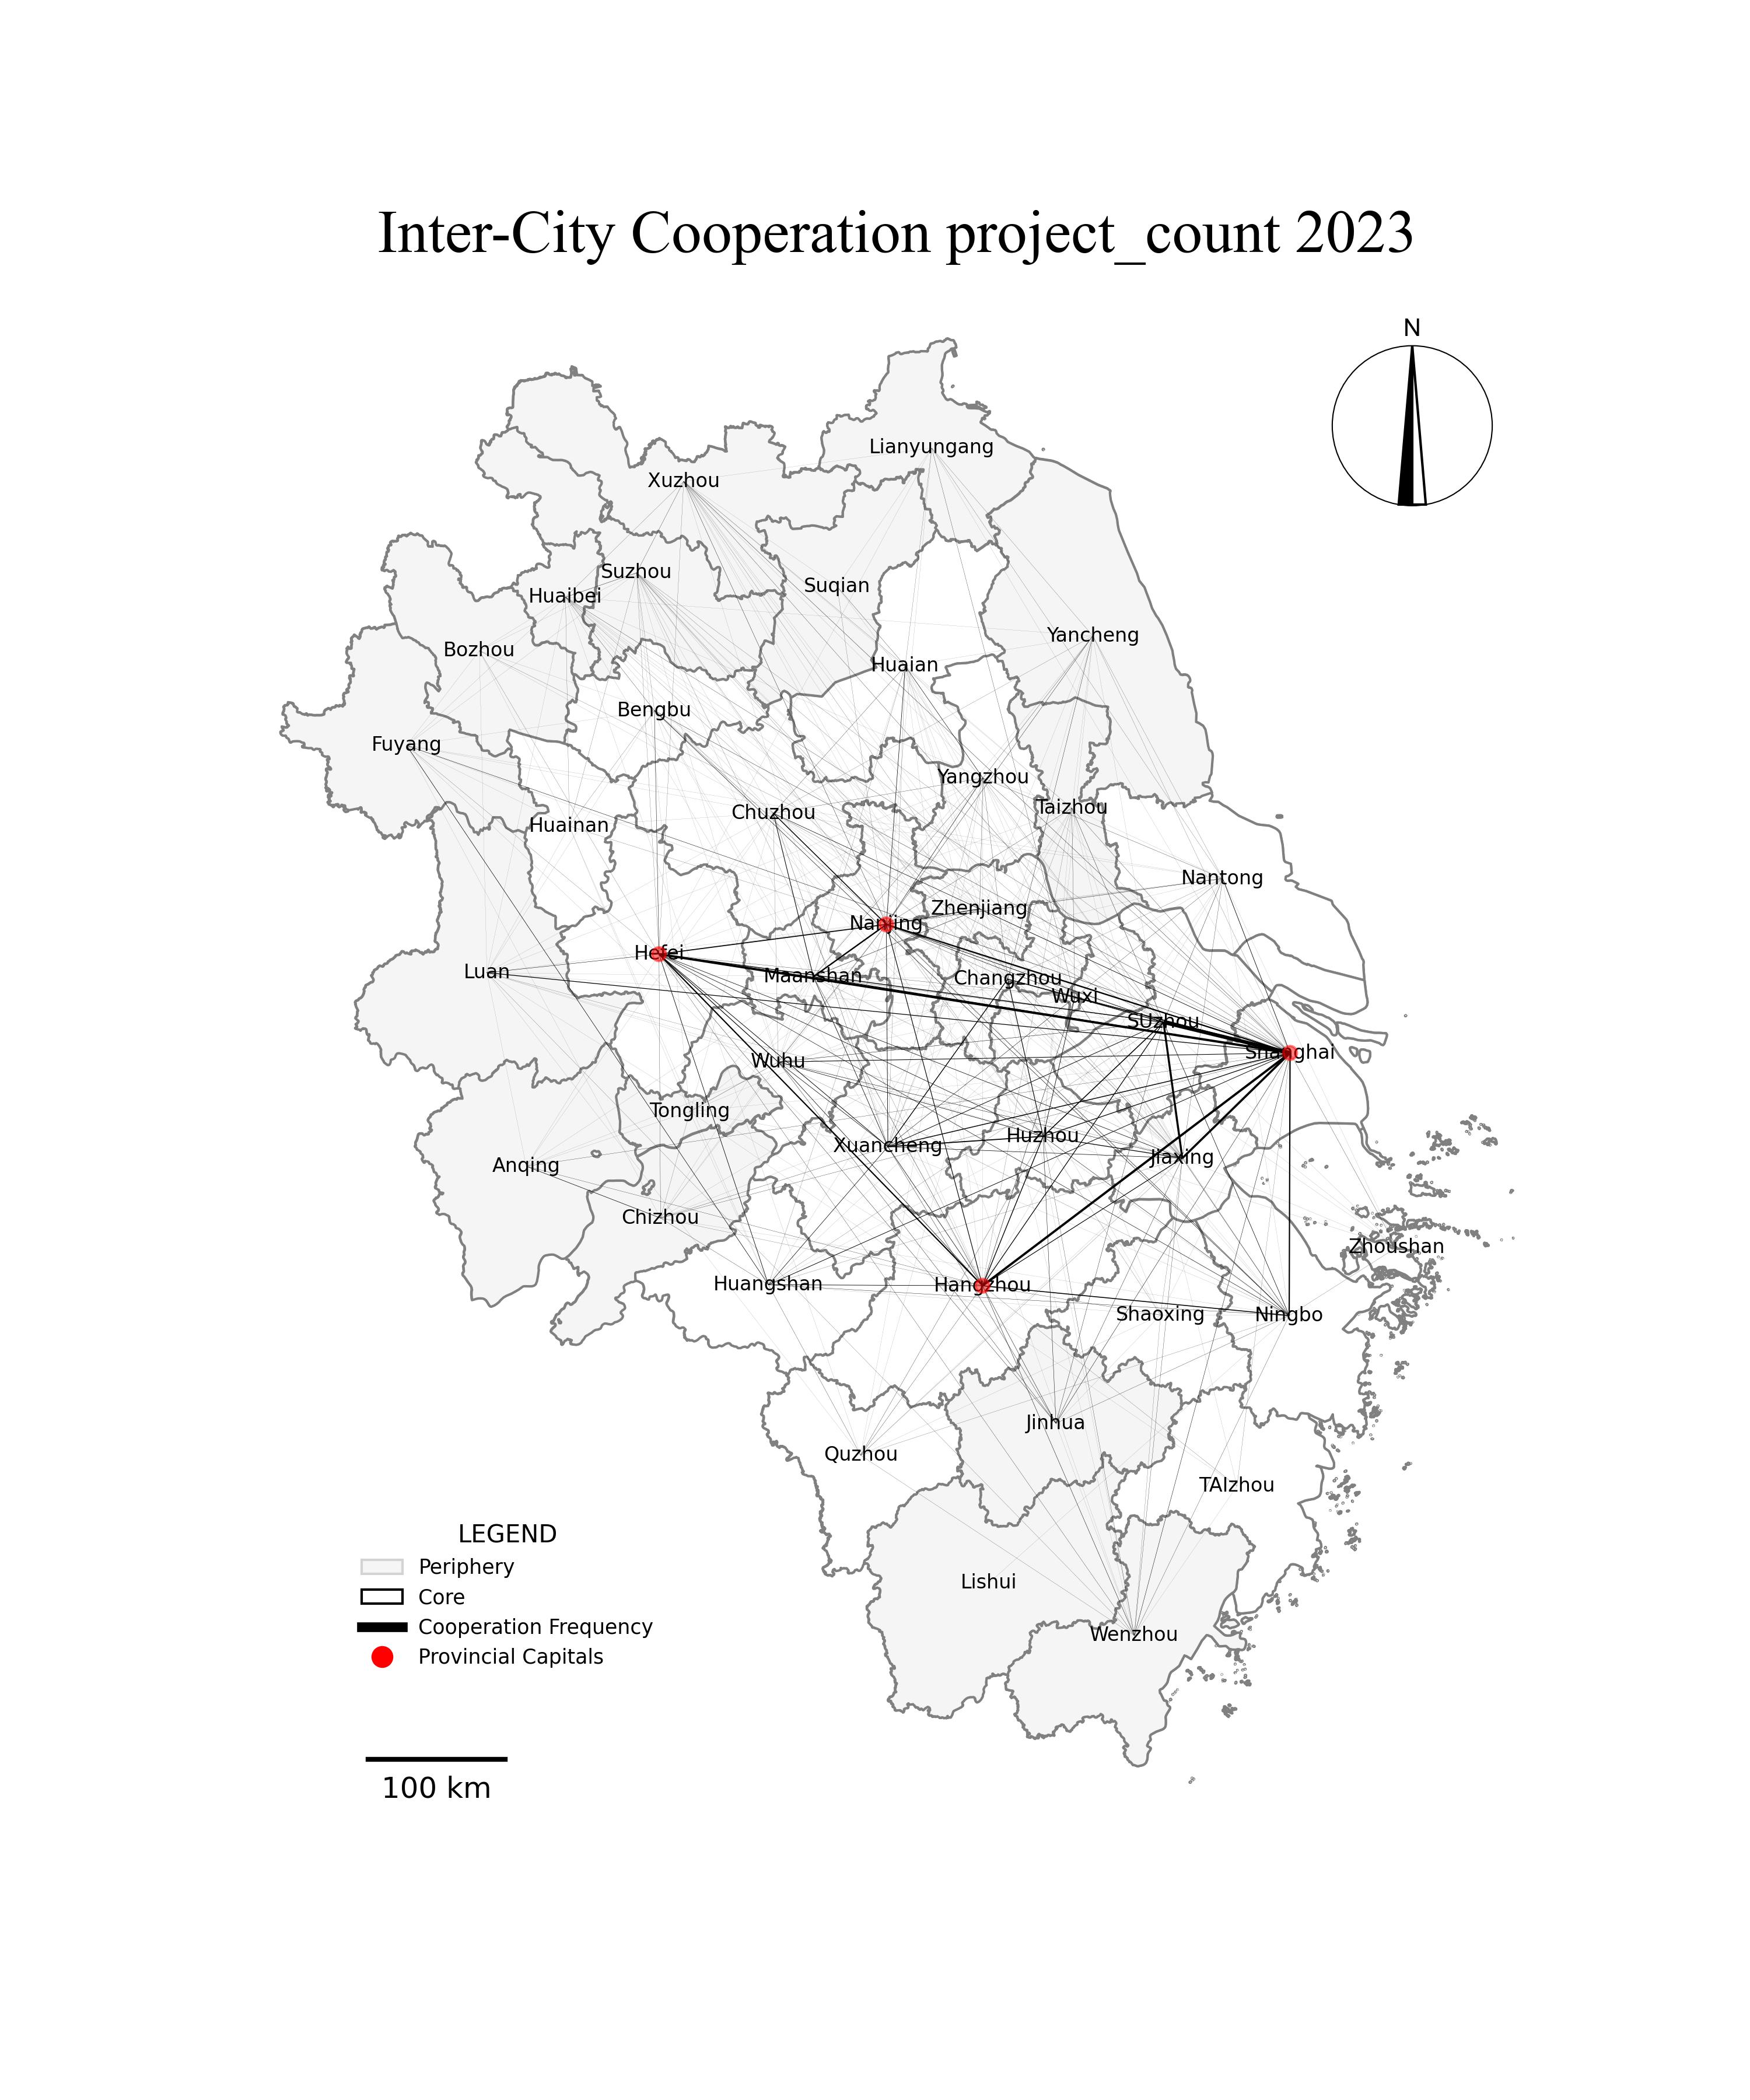 Inter-City Cooperation project_count 2023
N
Lianyungang
Xuzhou
Suzhou
Suqian
Huaibei
Yancheng
Bozhou
Huaian
Bengbu
Fuyang
Yangzhou
Taizhou
Chuzhou
Huainan
Nantong
Zhenjiang
Nanjing
Hefei
Luan
Maanshan
Changzhou
Wuxi
SUzhou
Shanghai
Wuhu
Tongling
Huzhou
Xuancheng
Jiaxing
Anqing
Chizhou
Zhoushan
Huangshan
Hangzhou
Shaoxing
Ningbo
Jinhua
Quzhou
TAIzhou
Lishui
Wenzhou
LEGEND
Periphery
Core
Cooperation Frequency
Provincial Capitals
100 km